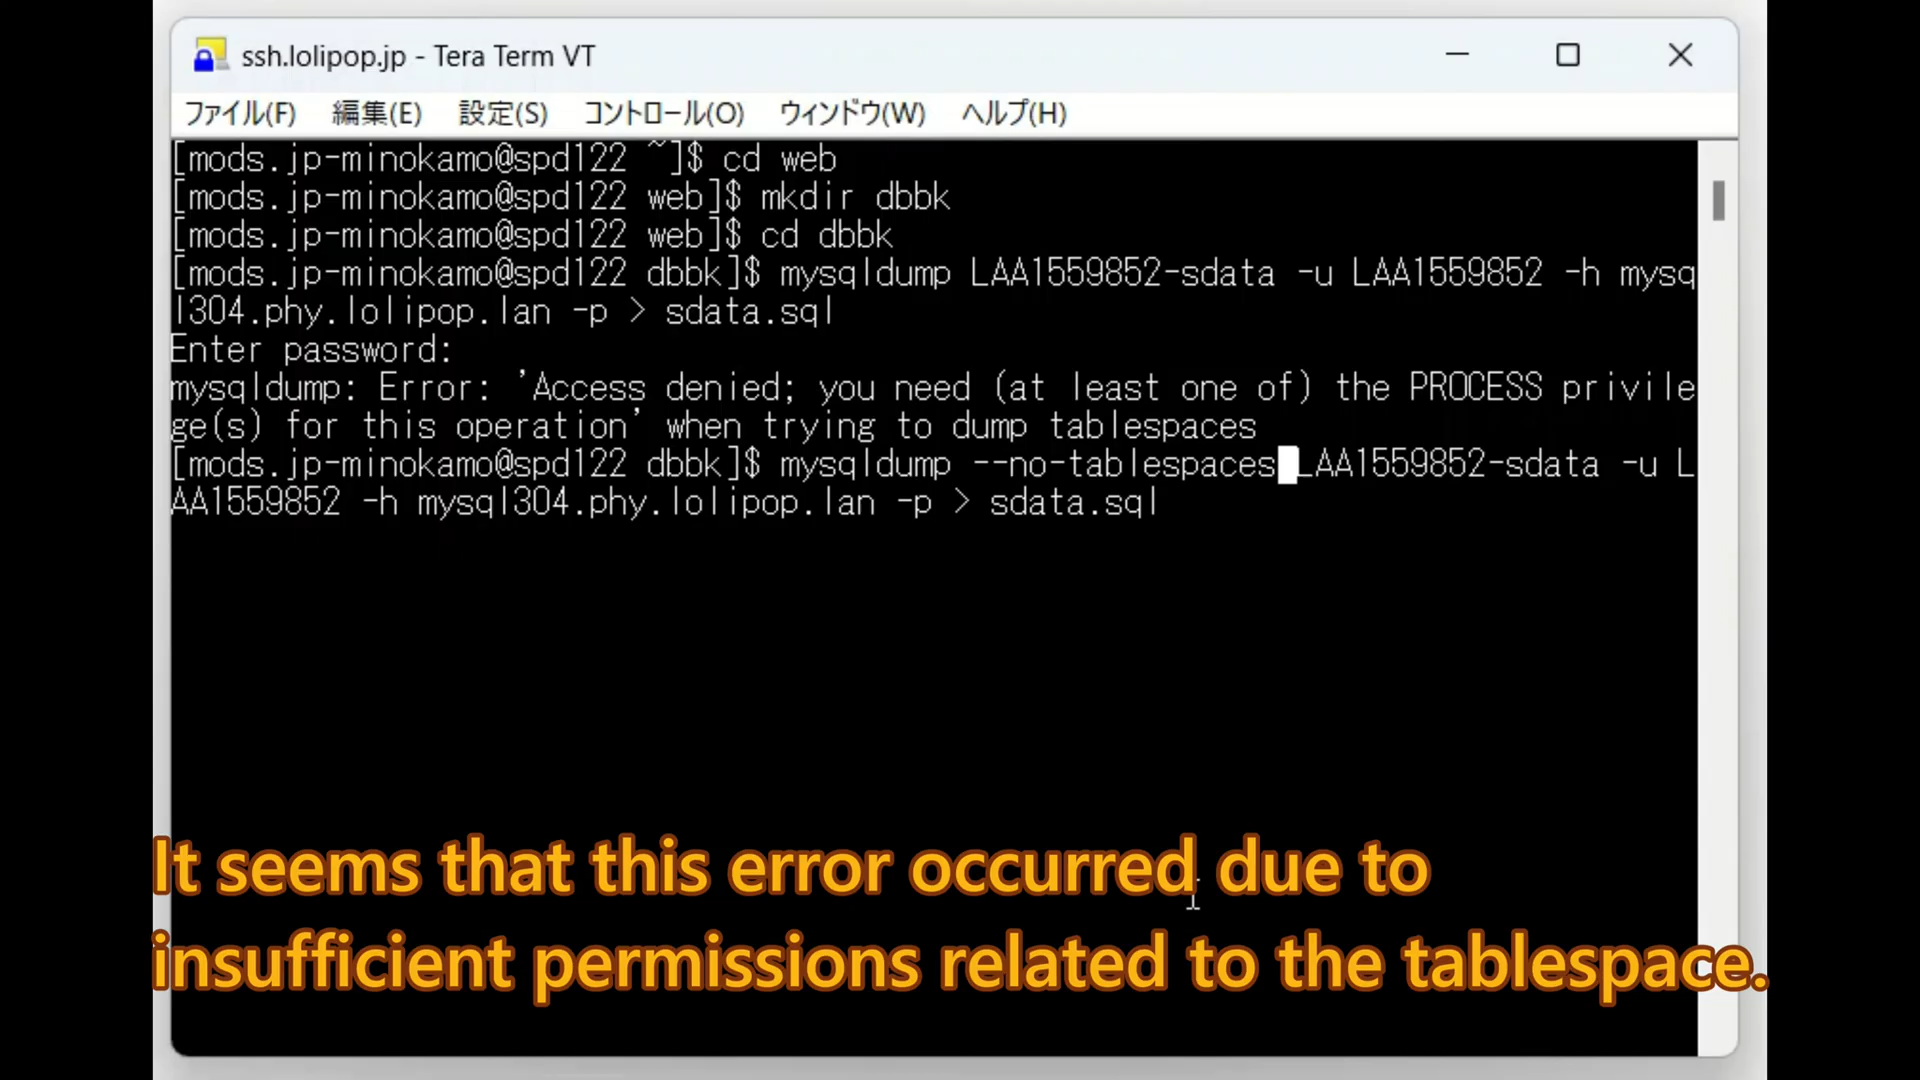 ssh.lolipop.jp - Tera Term VT
ファイル(F) 編集(E) 設定(S) コントロール(O) ウィンドウ(W) ヘルプ(H)
[mods.jp-minokamo@spd122 ~]$ cd web
[mods.jp-minokamo@spd122 web]$ mkdir dbbk
[mods.jp-minokamo@spd122 web]$ cd dbbk
[mods.jp-minokamo@spd122 dbbk]$ mysqldump LAA1559852-sdata -u LAA1559852 -h mysq
l304.phy.lolipop.lan -p > sdata.sql
Enter password:
mysqldump: Error: 'Access denied; you need (at least one of) the PROCESS privile
ge(s) for this operation' when trying to dump tablespaces
[mods.jp-minokamo@spd122 dbbk]$ mysqldump --no-tablespaces LAA1559852-sdata -u L
AA1559852 -h mysql304.phy.lolipop.lan -p > sdata.sql
It seems that this error occurred due to
insufficient permissions related to the tablespace.